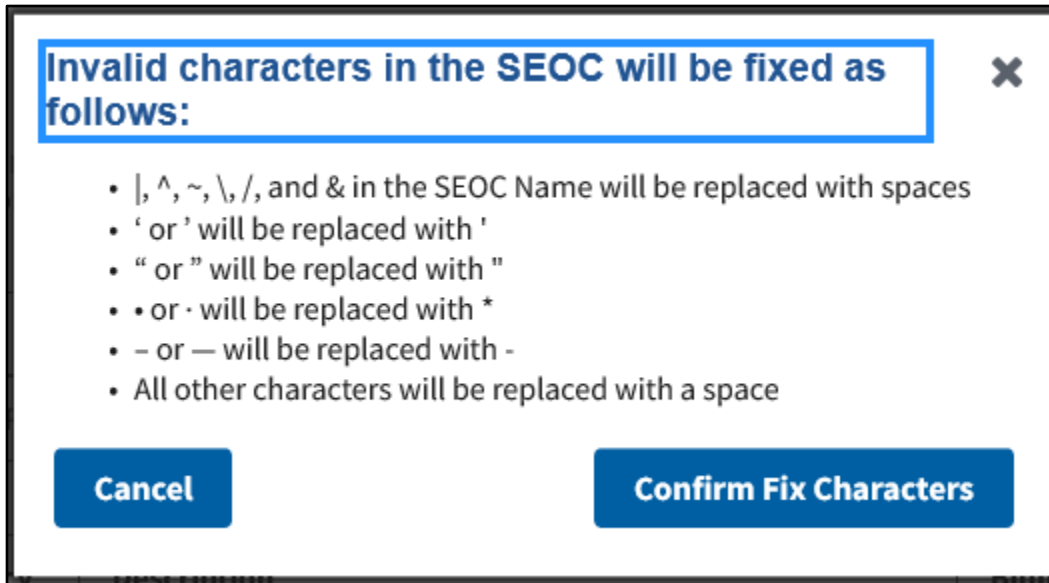 Invalid characters in the SEOC will be fixed as
follows:
✖
• |, ^, ~, \, /, and & in the SEOC Name will be replaced with spaces
• ‘ or ’ will be replaced with '
• “ or ” will be replaced with "
• • or · will be replaced with *
• – or — will be replaced with -
• All other characters will be replaced with a space
Cancel
Confirm Fix Characters